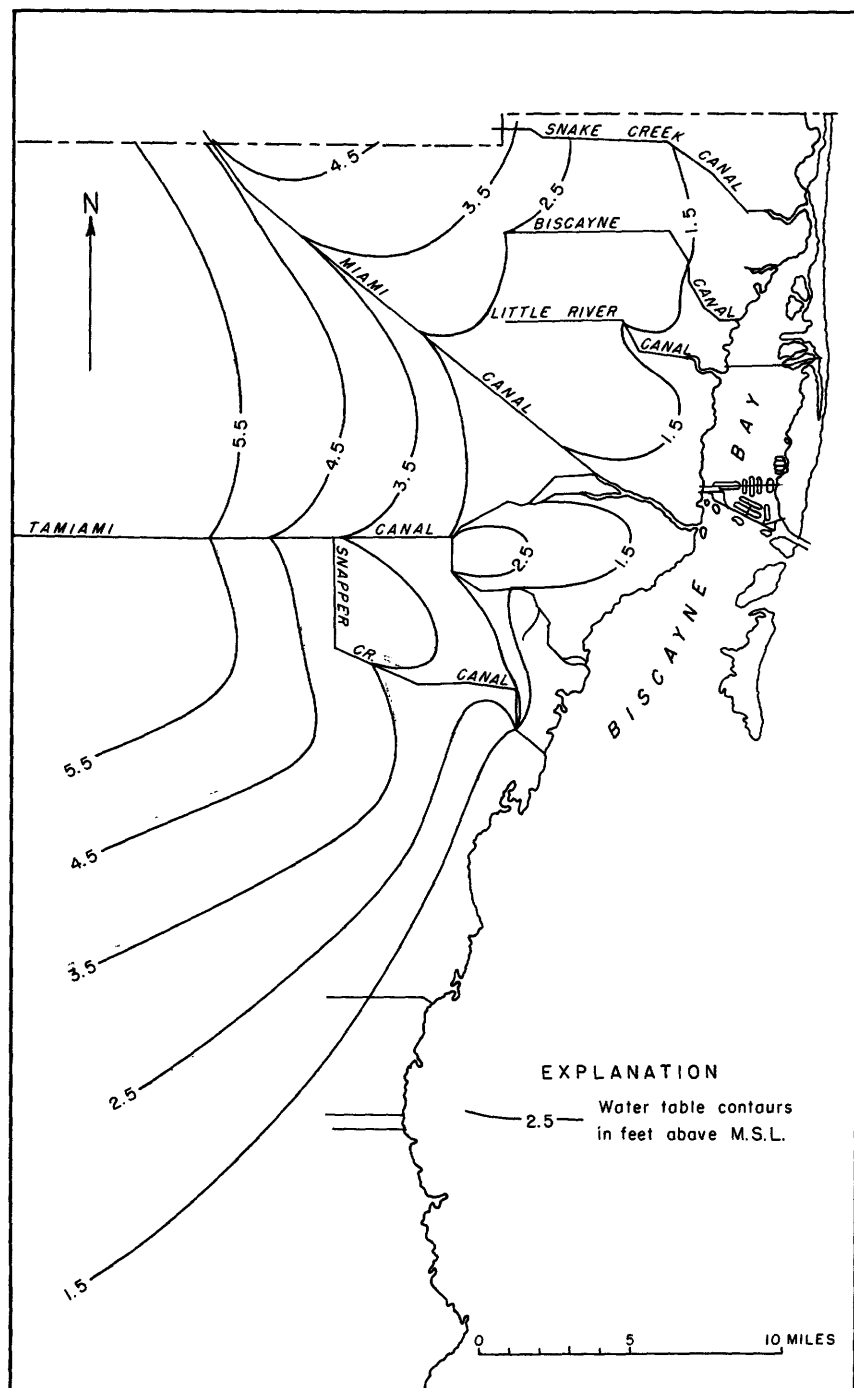 SNAKE CREEK
CANAL
4.5
3.5
2.5
1.5
N
BISCAYNE
CANAL
MIAMI
CANAL
LITTLE RIVER
CANAL
5.5
4.5
3.5
1.5
BAY
BISCAYNE
TAMIAMI CANAL
2.5
1.5
SNAPPER
CR.
CANAL
5.5
4.5
3.5
2.5
1.5
EXPLANATION
2.5
Water table contaurs
in feet above M.S.L.
0 5 10 MILES